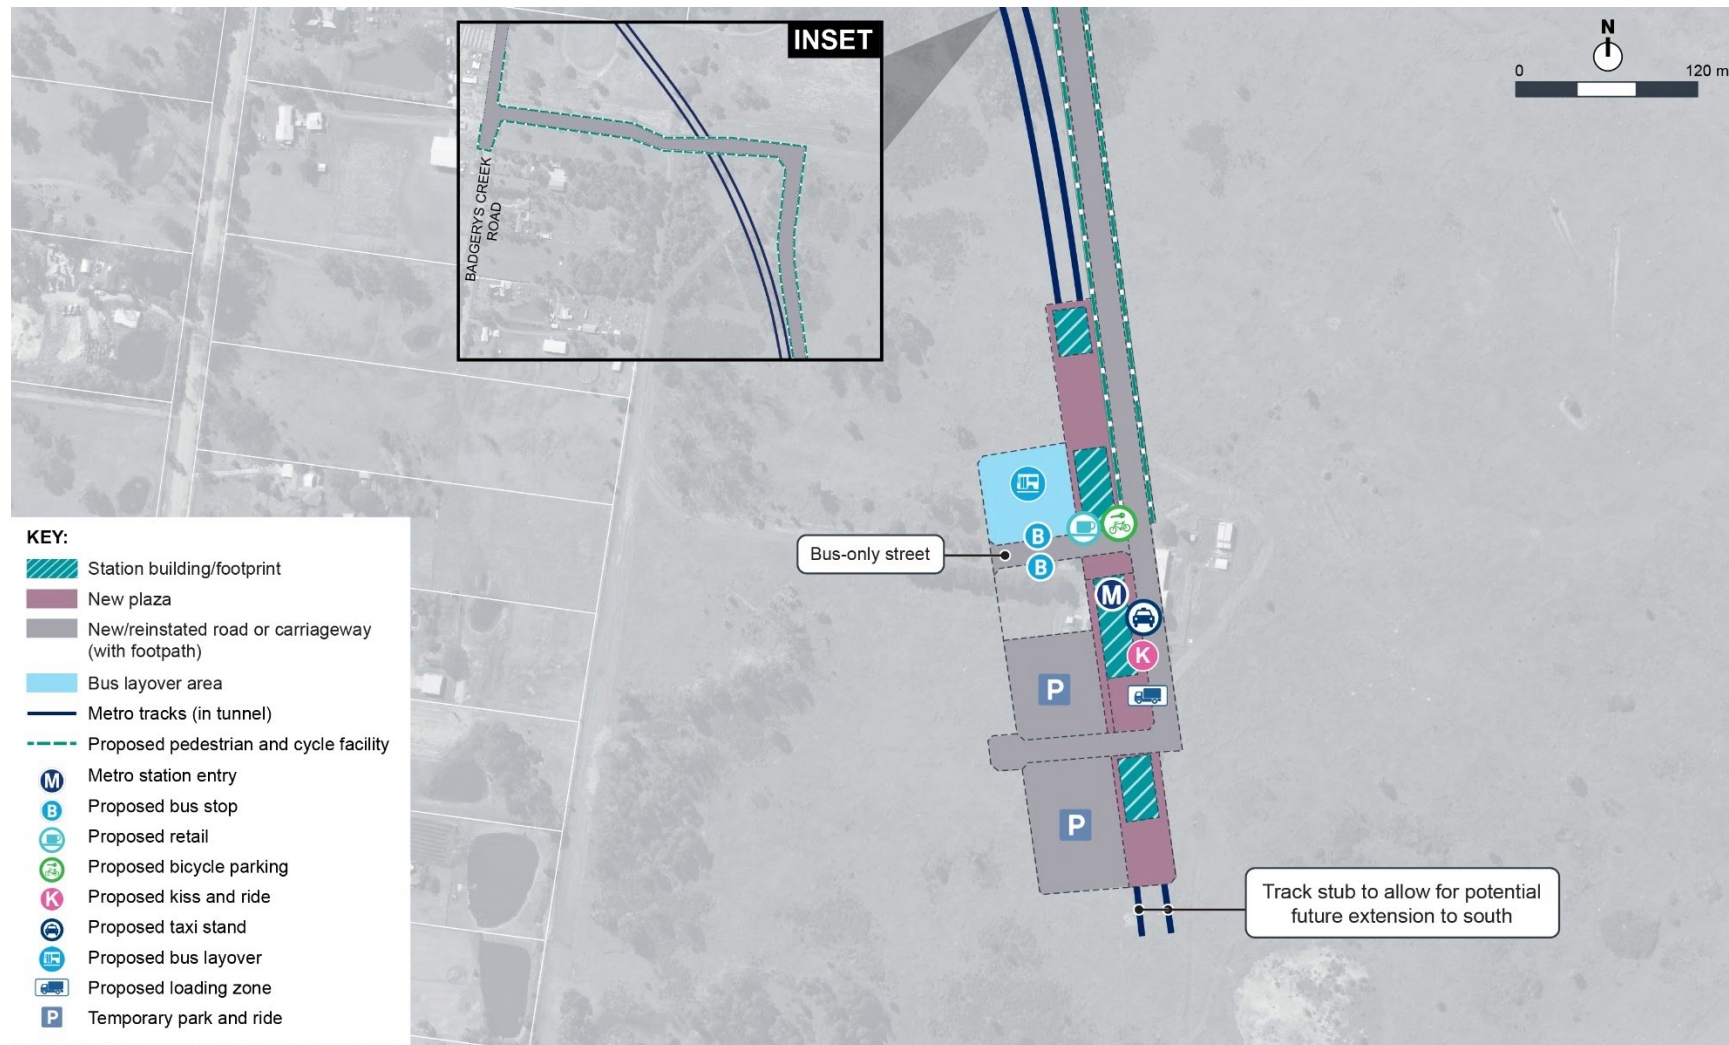 INSET
N
0 120 m
BADGERYS CREEK
ROAD
B
Bus-only street
B
M
K
P
P
Track stub to allow for potential
future extension to south
KEY:
Station building/footprint
New plaza
New/reinstated road or carriageway
(with footpath)
Bus layover area
Metro tracks (in tunnel)
Proposed pedestrian and cycle facility
M Metro station entry
B Proposed bus stop
Proposed retail
Proposed bicycle parking
K Proposed kiss and ride
Proposed taxi stand
Proposed bus layover
Proposed loading zone
P Temporary park and ride